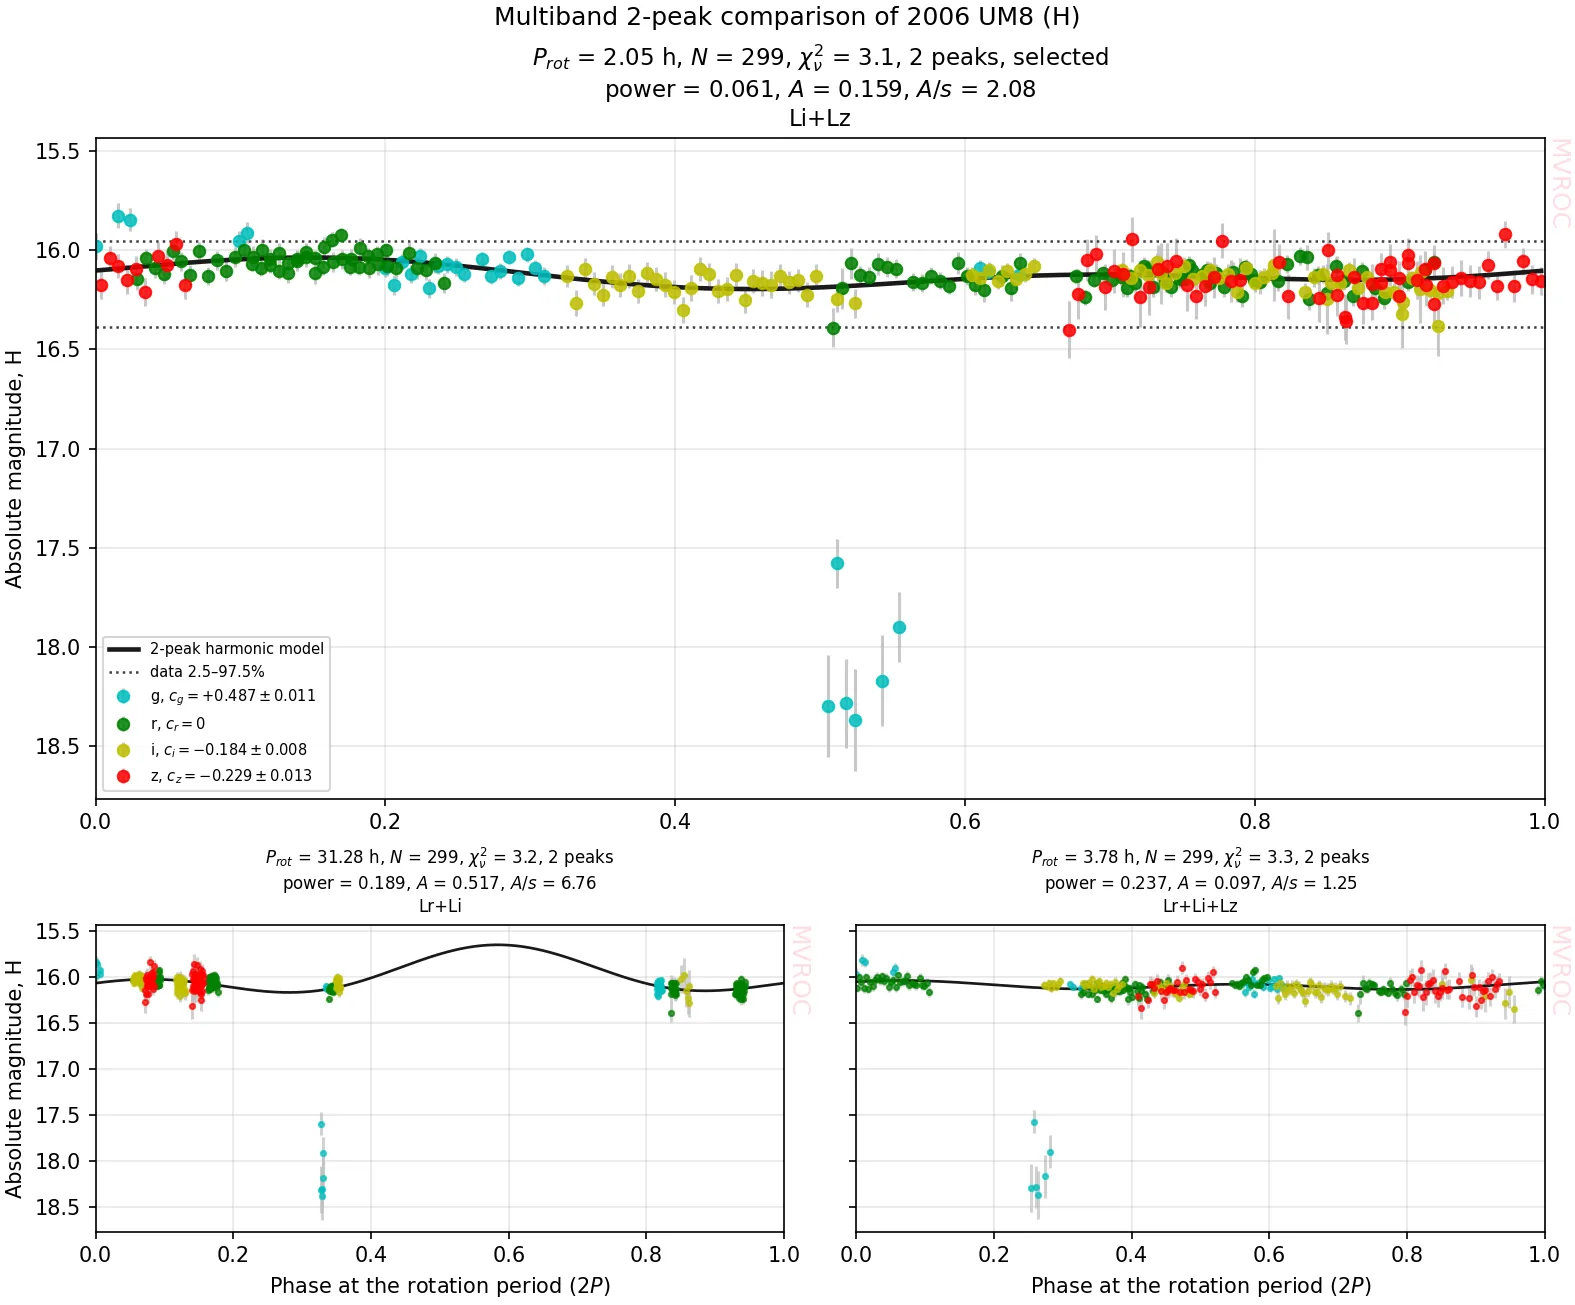 Multiband 2-peak comparison of 2006 UM8 (H)
P_rot = 2.05 h, N = 299, χ²_ν = 3.1, 2 peaks, selected
power = 0.061, A = 0.159, A/s = 2.08
Li+Lz
MVROC
Absolute magnitude, H
15.5
16.0
16.5
17.0
17.5
18.0
18.5
2-peak harmonic model
data 2.5–97.5%
g, c_g = +0.487 ± 0.011
r, c_r = 0
i, c_i = −0.184 ± 0.008
z, c_z = −0.229 ± 0.013
0.0 0.2 0.4 0.6 0.8 1.0
P_rot = 31.28 h, N = 299, χ²_ν = 3.2, 2 peaks
power = 0.189, A = 0.517, A/s = 6.76
Lr+Li
MVROC
Absolute magnitude, H
15.5
16.0
16.5
17.0
17.5
18.0
18.5
0.0 0.2 0.4 0.6 0.8 1.0
Phase at the rotation period (2P)
P_rot = 3.78 h, N = 299, χ²_ν = 3.3, 2 peaks
power = 0.237, A = 0.097, A/s = 1.25
Lr+Li+Lz
MVROC
0.0 0.2 0.4 0.6 0.8 1.0
Phase at the rotation period (2P)